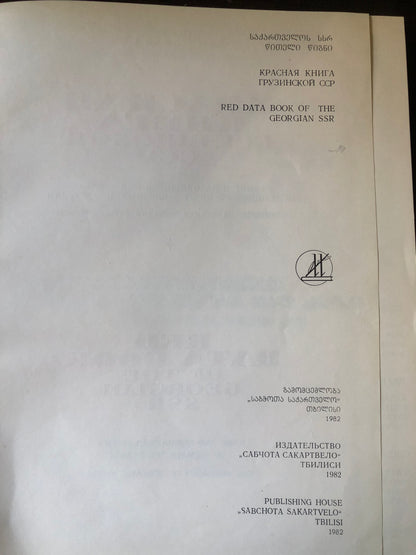 საქართველოს სსრ
წითელი წიგნი
КРАСНАЯ КНИГА
ГРУЗИНСКОЙ ССР
RED DATA BOOK OF THE
GEORGIAN SSR
გამომცემლობა
„საბჭოთა საქართველო“
თბილისი
1982
ИЗДАТЕЛЬСТВО
„САБЧОТА САКАРТВЕЛО“
ТБИЛИСИ
1982
PUBLISHING HOUSE
„SABCHOTA SAKARTVELO“
TBILISI
1982